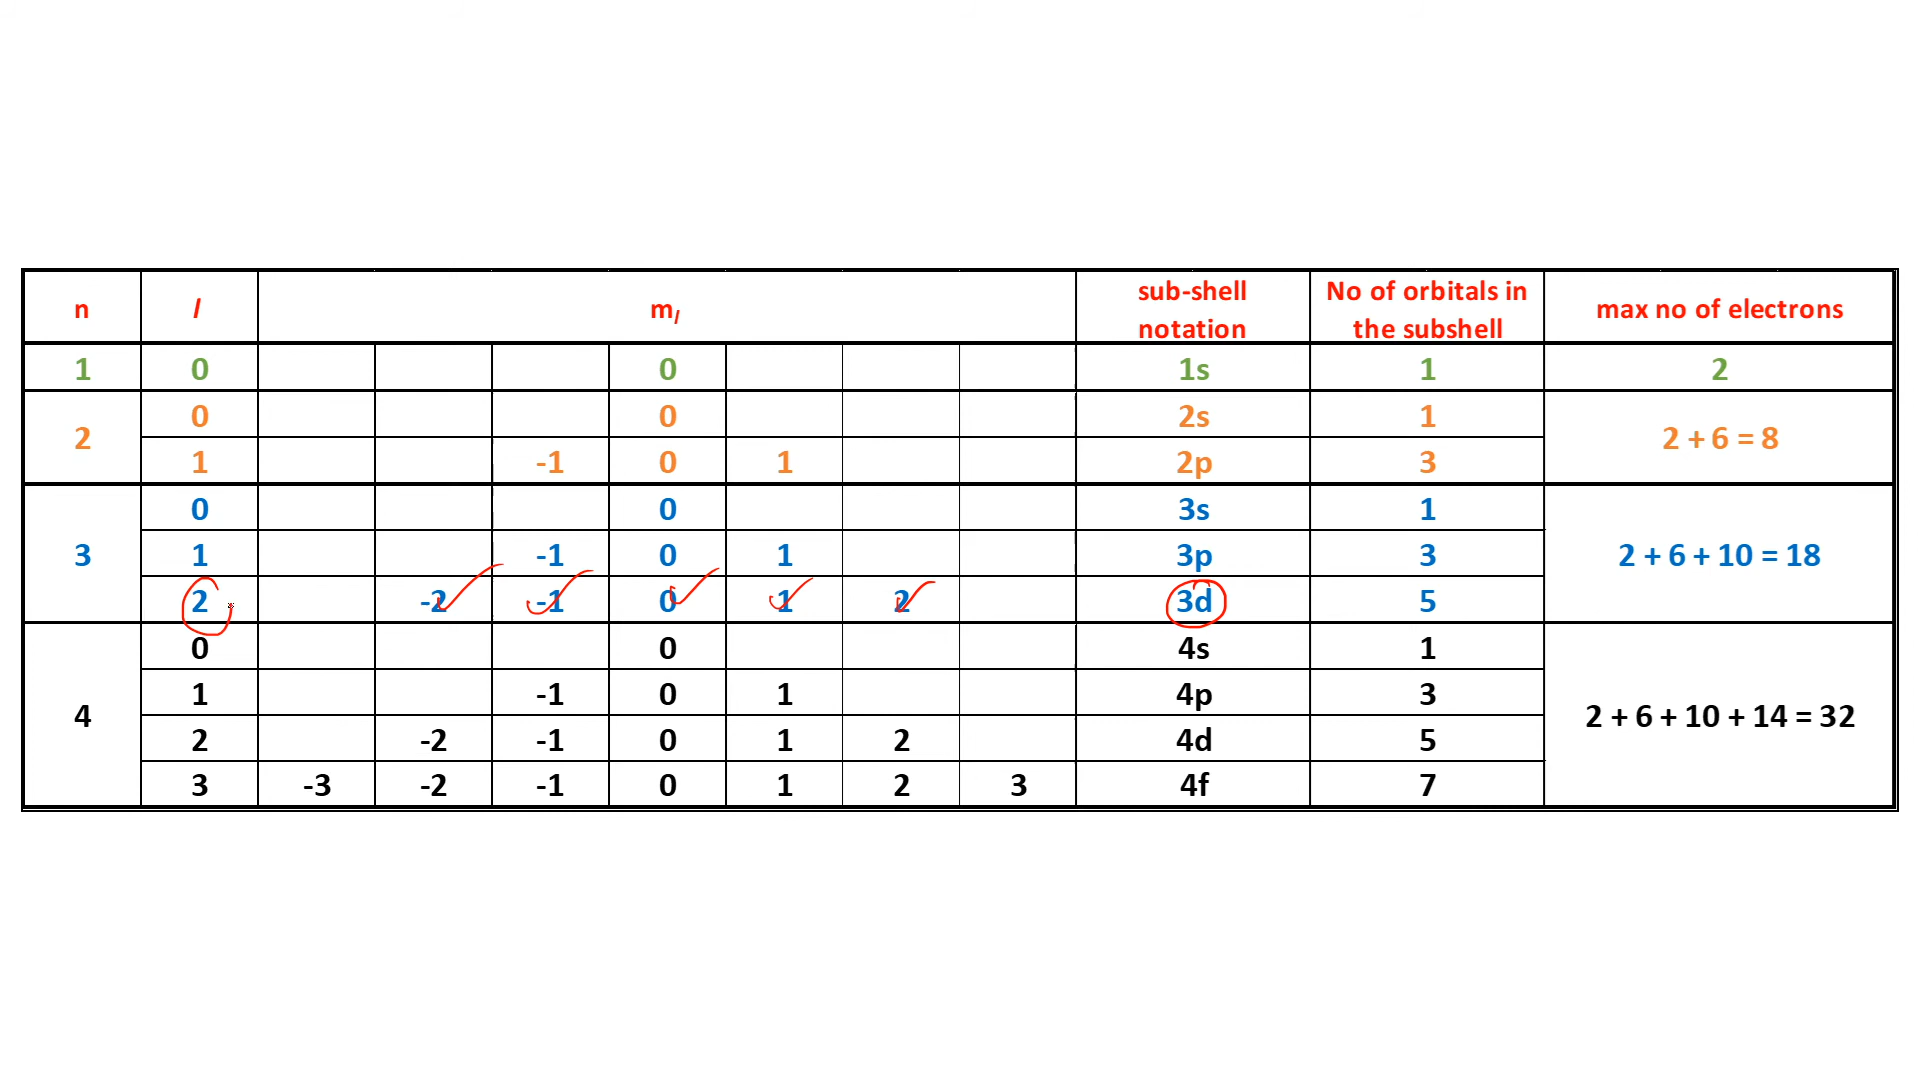 n l mₗ sub-shell notation No of orbitals in the subshell max no of electrons
1 0 0 1s 1 2
2 0 0 2s 1 2 + 6 = 8
1 -1 0 1 2p 3
3 0 0 3s 1 2 + 6 + 10 = 18
1 -1 0 1 3p 3
2 -2 -1 0 1 2 3d 5
4 0 0 4s 1 2 + 6 + 10 + 14 = 32
1 -1 0 1 4p 3
2 -2 -1 0 1 2 4d 5
3 -3 -2 -1 0 1 2 3 4f 7